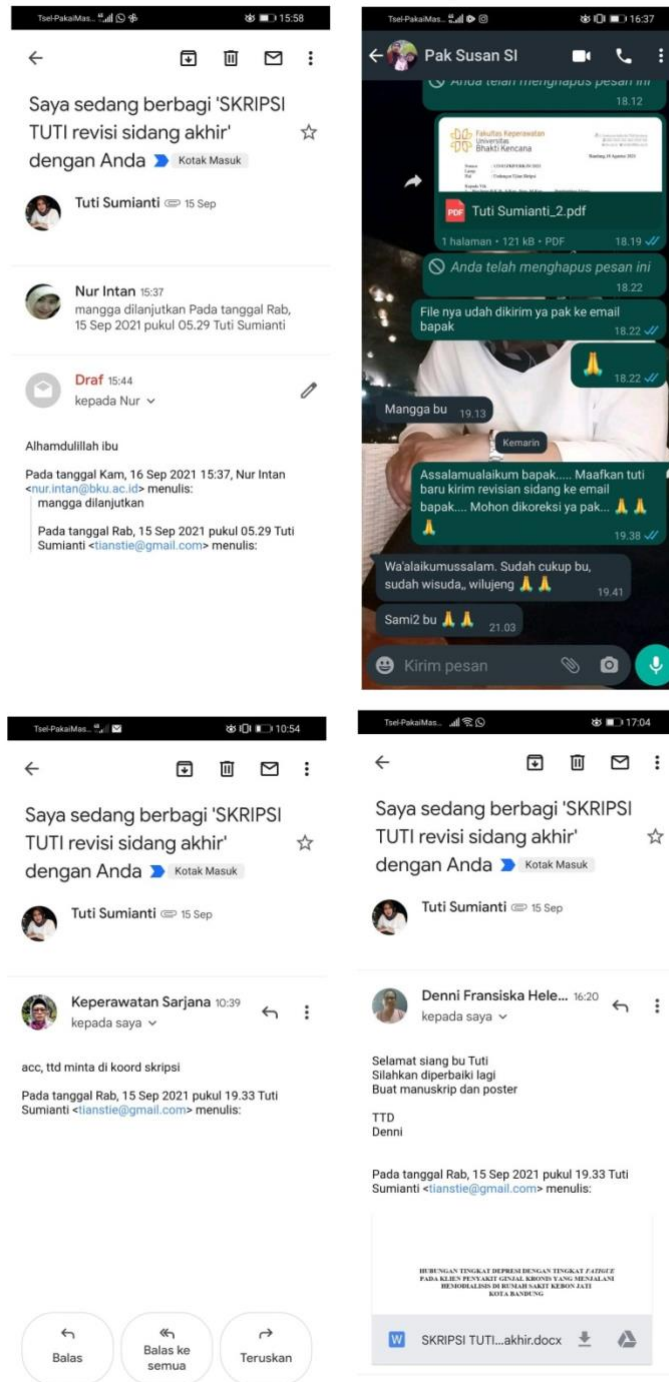 Tsel-PakaiMas...
15:58
Saya sedang berbagi 'SKRIPSI
TUTI revisi sidang akhir'
dengan Anda Kotak Masuk
Tuti Sumianti 15 Sep
Nur Intan 15:37
mangga dilanjutkan Pada tanggal Rab,
15 Sep 2021 pukul 05.29 Tuti Sumianti
Draf 15:44
kepada Nur
Alhamdulillah ibu
Pada tanggal Kam, 16 Sep 2021 15:37, Nur Intan
<nur.intan@bku.ac.id> menulis:
mangga dilanjutkan
Pada tanggal Rab, 15 Sep 2021 pukul 05.29 Tuti
Sumianti <tianstie@gmail.com> menulis:
Tsel-PakaiMas...
16:37
Pak Susan SI
Anda telah menghapus pesan ini
18.12
Fakultas Keperawatan
Universitas
Bhakti Kencana
PDF Tuti Sumianti_2.pdf
1 halaman • 121 kB • PDF 18.19
Anda telah menghapus pesan ini
18.22
File nya udah dikirim ya pak ke email
bapak 18.22
18.22
Mangga bu 19.13
Kemarin
Assalamualaikum bapak..... Maafkan tuti
baru kirim revisian sidang ke email
bapak.... Mohon dikoreksi ya pak...
19.38
Wa'alaikumussalam. Sudah cukup bu,
sudah wisuda,, wilujeng 19.41
Sami2 bu 21.03
Kirim pesan
Tsel-PakaiMas...
10:54
Saya sedang berbagi 'SKRIPSI
TUTI revisi sidang akhir'
dengan Anda Kotak Masuk
Tuti Sumianti 15 Sep
Keperawatan Sarjana 10:39
kepada saya
acc, ttd minta di koord skripsi
Pada tanggal Rab, 15 Sep 2021 pukul 19.33 Tuti
Sumianti <tianstie@gmail.com> menulis:
Balas
Balas ke
semua
Teruskan
Tsel-PakaiMas...
17:04
Saya sedang berbagi 'SKRIPSI
TUTI revisi sidang akhir'
dengan Anda Kotak Masuk
Tuti Sumianti 15 Sep
Denni Fransiska Hele... 16:20
kepada saya
Selamat siang bu Tuti
Silahkan diperbaiki lagi
Buat manuskrip dan poster
TTD
Denni
Pada tanggal Rab, 15 Sep 2021 pukul 19.33 Tuti
Sumianti <tianstie@gmail.com> menulis:
HUBUNGAN TINGKAT DEPRESI DENGAN TINGKAT FATIGUE
PADA KLIEN PENYAKIT GINJAL KRONIS YANG MENJALANI
HEMODIALISIS DI RUMAH SAKIT KEBON JATI
KOTA BANDUNG
W SKRIPSI TUTI...akhir.docx